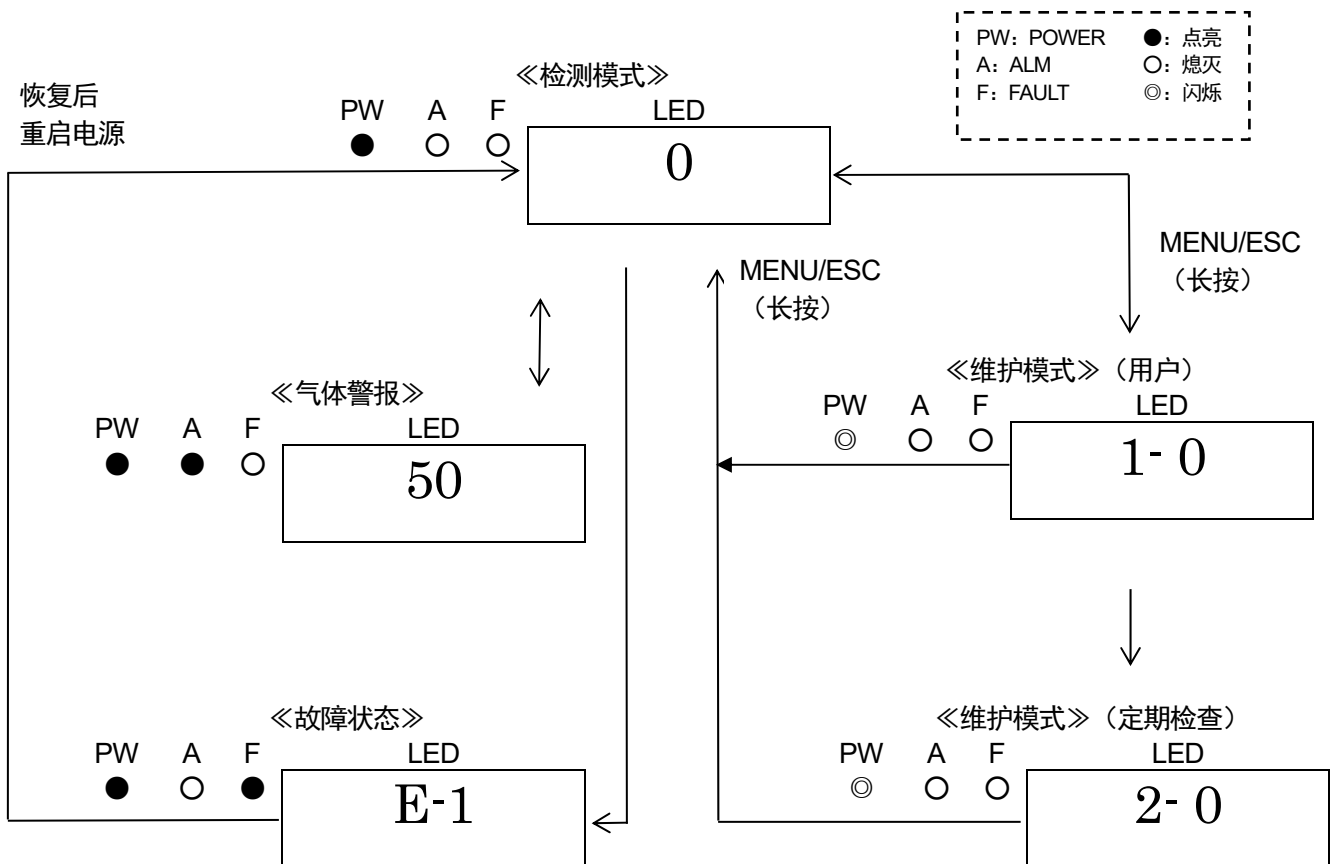 PW：POWER ●：点亮
A：ALM ○：熄灭
F：FAULT ◎：闪烁
恢复后
重启电源
≪检测模式≫
PW A F LED
● ○ ○
0
MENU/ESC
（长按）
MENU/ESC
（长按）
≪气体警报≫
PW A F LED
● ● ○
50
≪维护模式≫（用户）
PW A F LED
◎ ○ ○
1- 0
≪故障状态≫
PW A F LED
● ○ ●
E-1
≪维护模式≫（定期检查）
PW A F LED
◎ ○ ○
2- 0